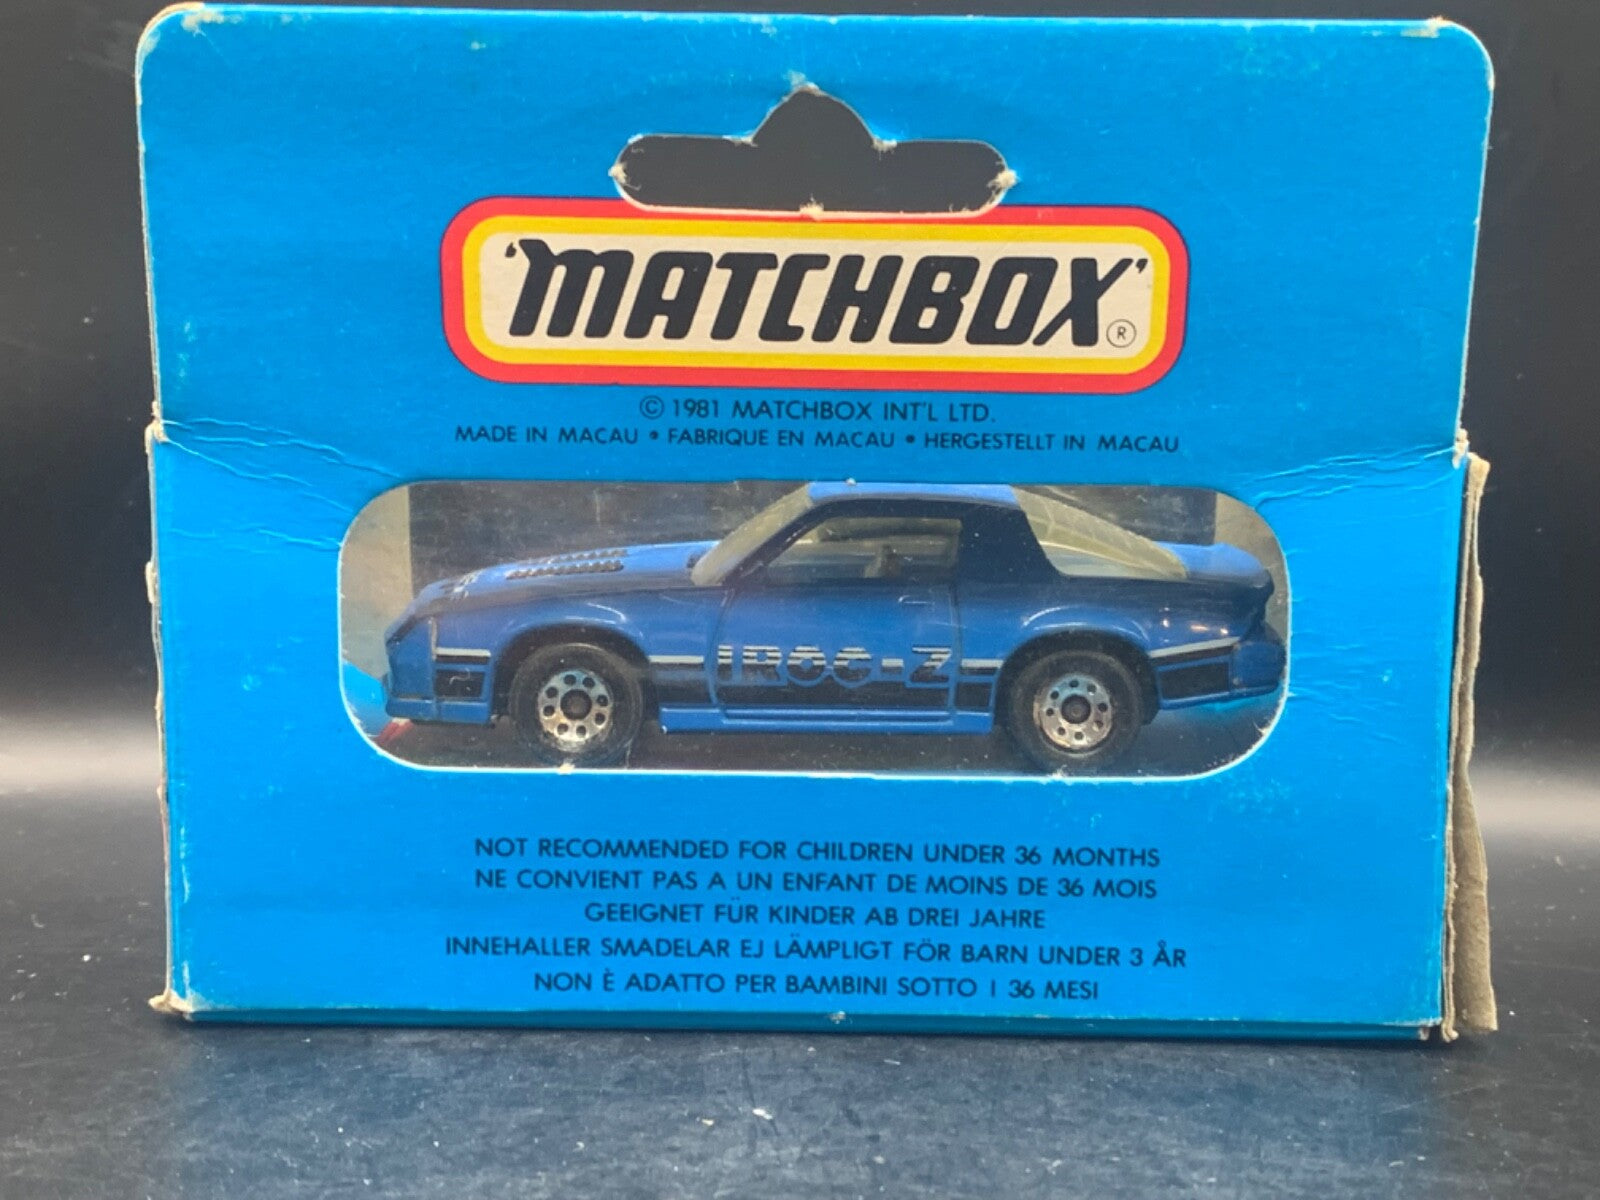 'MATCHBOX'®
© 1981 MATCHBOX INT'L LTD.
MADE IN MACAU • FABRIQUE EN MACAU • HERGESTELLT IN MACAU
IROC-Z
NOT RECOMMENDED FOR CHILDREN UNDER 36 MONTHS
NE CONVIENT PAS A UN ENFANT DE MOINS DE 36 MOIS
GEEIGNET FÜR KINDER AB DREI JAHRE
INNEHALLER SMADELAR EJ LÄMPLIGT FÖR BARN UNDER 3 ÅR
NON È ADATTO PER BAMBINI SOTTO I 36 MESI